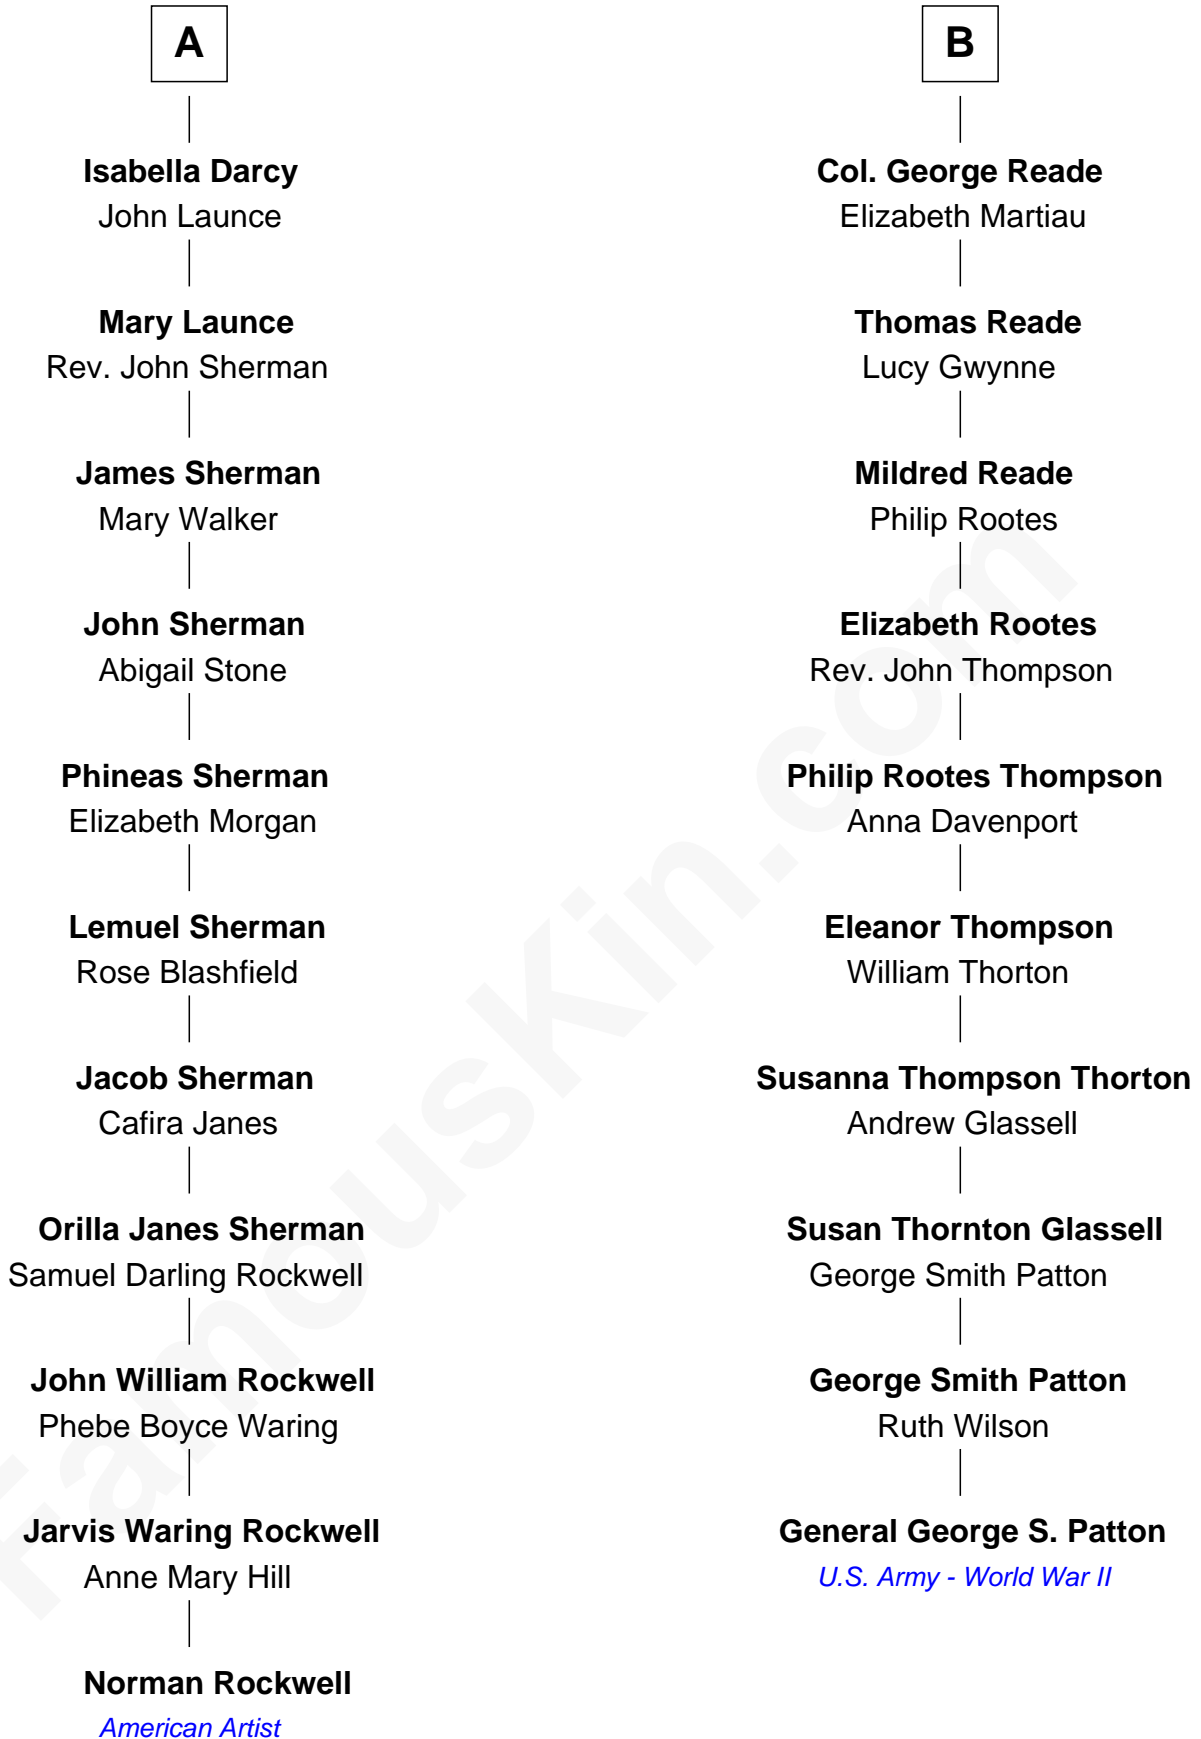 A
Isabella Darcy
John Launce
Mary Launce
Rev. John Sherman
James Sherman
Mary Walker
John Sherman
Abigail Stone
Phineas Sherman
Elizabeth Morgan
Lemuel Sherman
Rose Blashfield
Jacob Sherman
Cafira Janes
Orilla Janes Sherman
Samuel Darling Rockwell
John William Rockwell
Phebe Boyce Waring
Jarvis Waring Rockwell
Anne Mary Hill
Norman Rockwell
American Artist
B
Col. George Reade
Elizabeth Martiau
Thomas Reade
Lucy Gwynne
Mildred Reade
Philip Rootes
Elizabeth Rootes
Rev. John Thompson
Philip Rootes Thompson
Anna Davenport
Eleanor Thompson
William Thorton
Susanna Thompson Thorton
Andrew Glassell
Susan Thornton Glassell
George Smith Patton
George Smith Patton
Ruth Wilson
General George S. Patton
U.S. Army - World War II
FamousKin.com